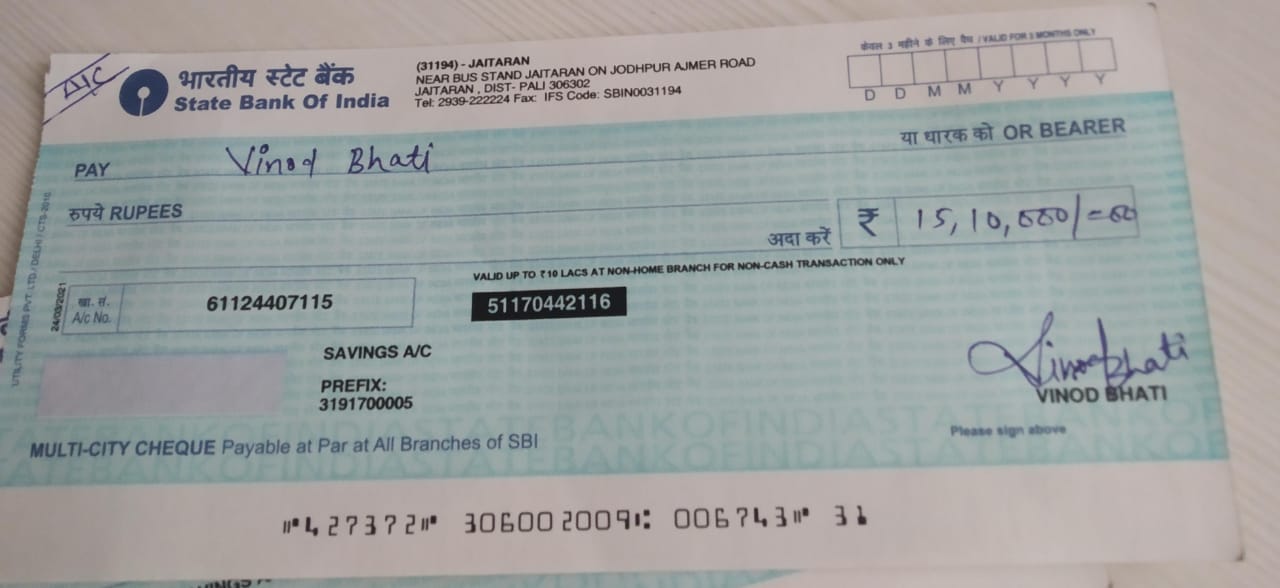 A/C
भारतीय स्टेट बैंक
State Bank Of India
(31194) - JAITARAN
NEAR BUS STAND JAITARAN ON JODHPUR AJMER ROAD
JAITARAN , DIST- PALI 306302
Tel: 2939-222224 Fax: IFS Code: SBIN0031194
केवल 3 महीने के लिए वैध / VALID FOR 3 MONTHS ONLY
D D M M Y Y Y Y
PAY Vinod Bhati या धारक को OR BEARER
रुपये RUPEES
अदा करें ₹ 15,10,000/=00
VALID UP TO ₹10 LACS AT NON-HOME BRANCH FOR NON-CASH TRANSACTION ONLY
खा. सं.
A/c No. 61124407115
51170442116
UTILITY FORMS PVT. LTD./ DELHI / CTS-2010
24/03/2021
SAVINGS A/C
PREFIX:
3191700005
Vinod Bhati
VINOD BHATI
Please sign above
MULTI-CITY CHEQUE Payable at Par at All Branches of SBI
⑈427372⑈ 306002009⑆ 006743⑈ 31